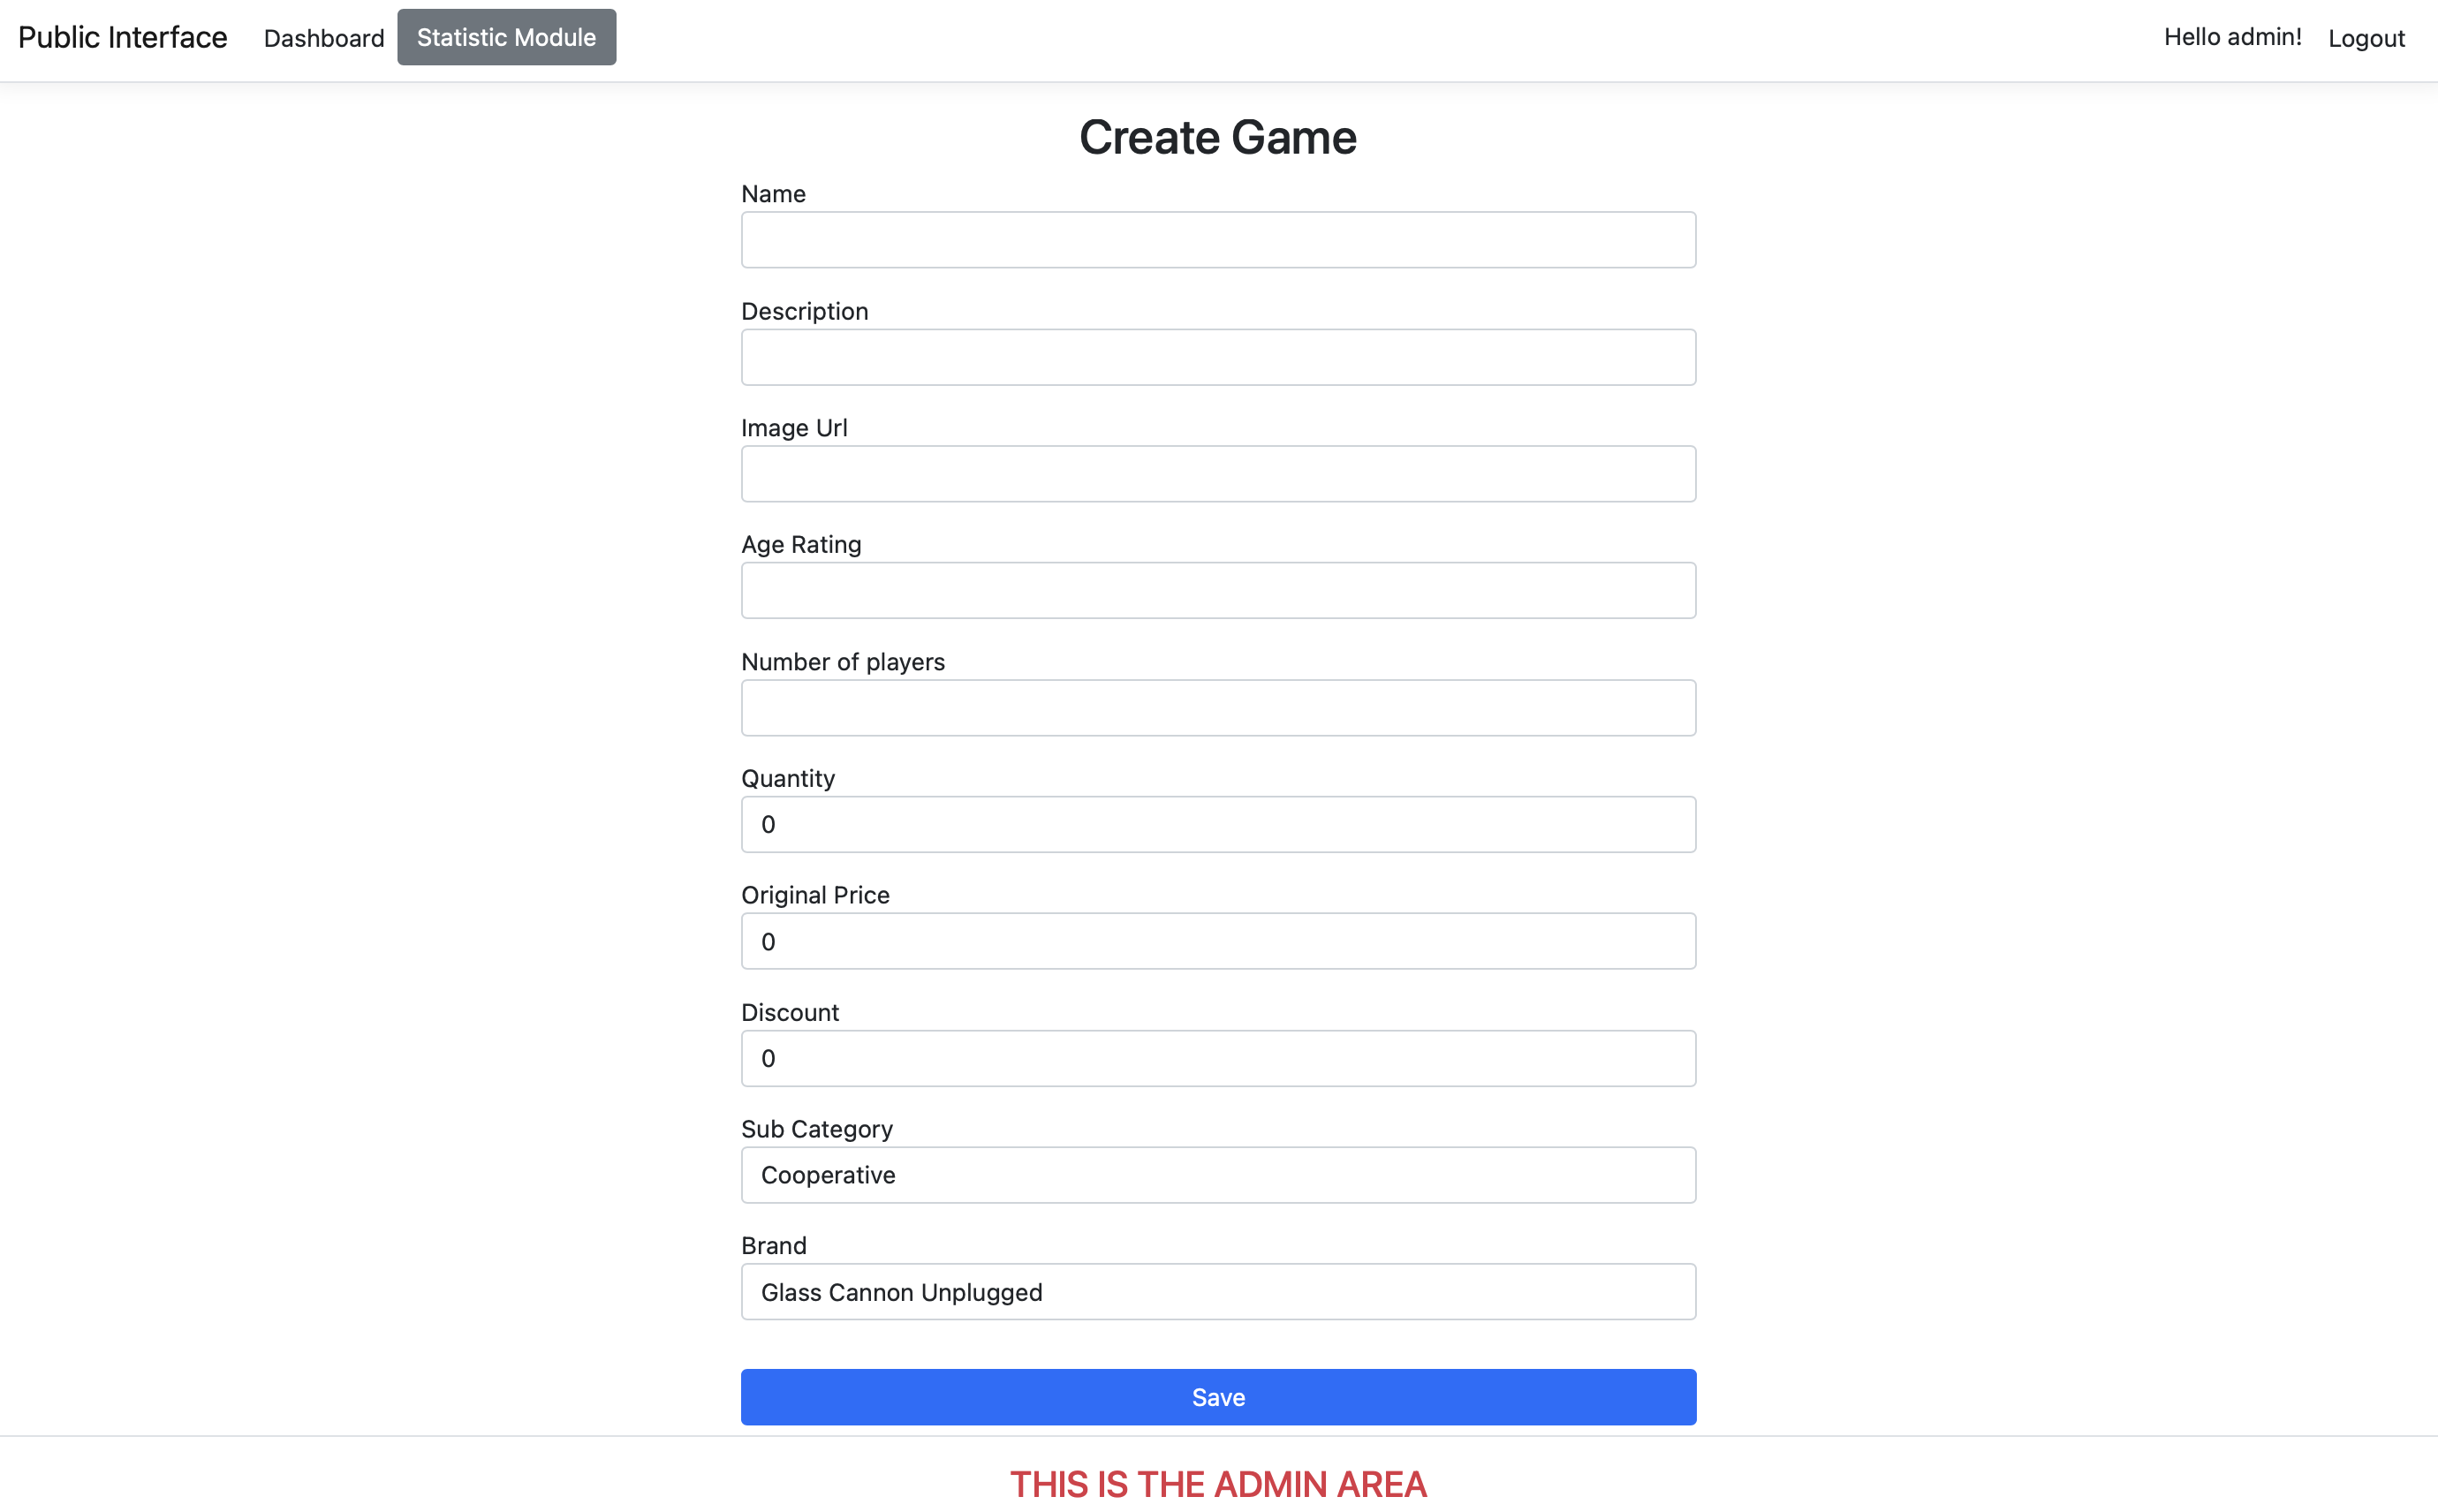 Public Interface Dashboard Statistic Module Hello admin! Logout
Create Game
Name
Description
Image Url
Age Rating
Number of players
Quantity
0
Original Price
0
Discount
0
Sub Category
Cooperative
Brand
Glass Cannon Unplugged
Save
THIS IS THE ADMIN AREA